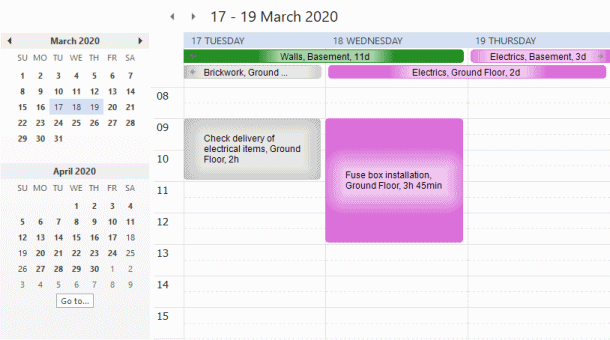 17 - 19 March 2020
March 2020
SU MO TU WE TH FR SA
1 2 3 4 5 6 7
8 9 10 11 12 13 14
15 16 17 18 19 20 21
22 23 24 25 26 27 28
29 30 31
April 2020
SU MO TU WE TH FR SA
1 2 3 4
5 6 7 8 9 10 11
12 13 14 15 16 17 18
19 20 21 22 23 24 25
26 27 28 29 30 1 2
3 4 5 6 7 8 9
Go to...
17 TUESDAY 18 WEDNESDAY 19 THURSDAY
Walls, Basement, 11d Electrics, Basement, 3d
Brickwork, Ground ... Electrics, Ground Floor, 2d
08
09
Check delivery of
electrical items, Ground
Floor, 2h
10
Fuse box installation,
Ground Floor, 3h 45min
11
12
13
14
15